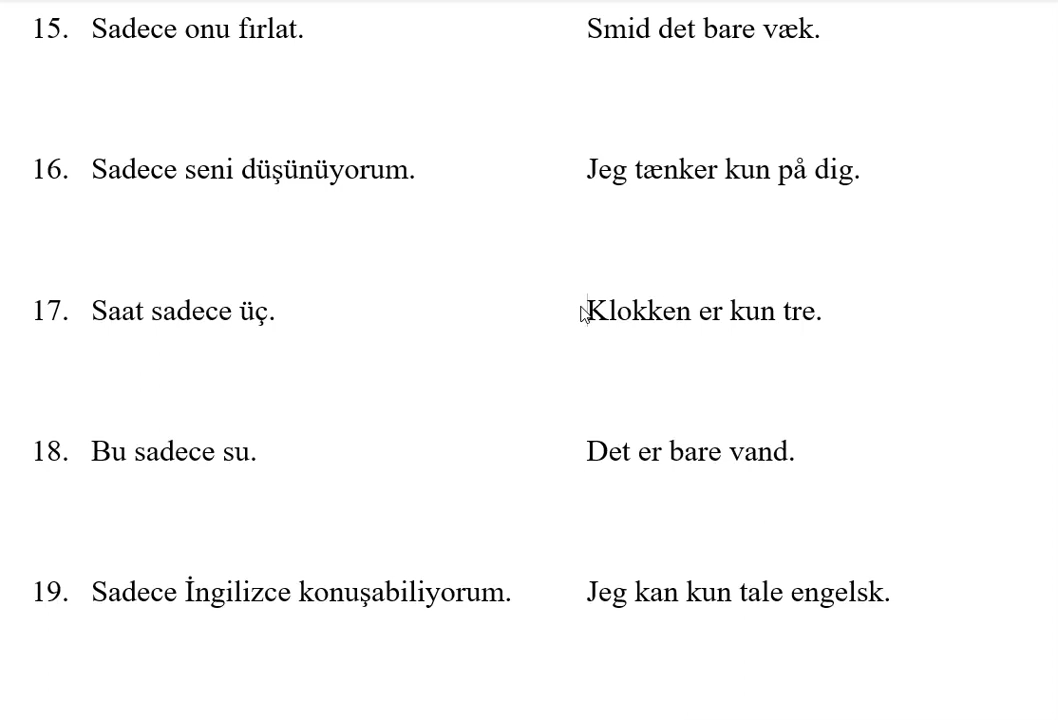 15. Sadece onu fırlat. Smid det bare væk.
16. Sadece seni düşünüyorum. Jeg tænker kun på dig.
17. Saat sadece üç. Klokken er kun tre.
18. Bu sadece su. Det er bare vand.
19. Sadece İngilizce konuşabiliyorum. Jeg kan kun tale engelsk.